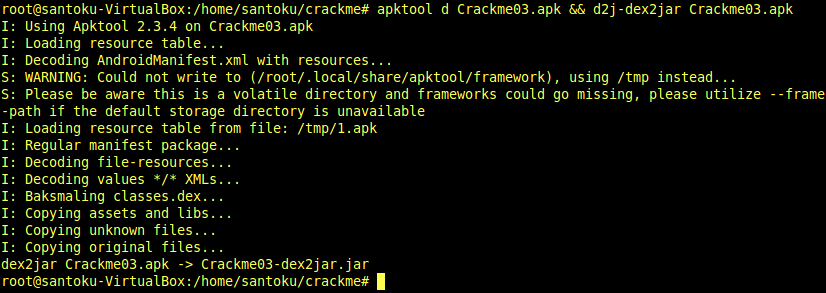 root@santoku-VirtualBox:/home/santoku/crackme# apktool d Crackme03.apk && d2j-dex2jar Crackme03.apk
I: Using Apktool 2.3.4 on Crackme03.apk
I: Loading resource table...
I: Decoding AndroidManifest.xml with resources...
S: WARNING: Could not write to (/root/.local/share/apktool/framework), using /tmp instead...
S: Please be aware this is a volatile directory and frameworks could go missing, please utilize --frame
-path if the default storage directory is unavailable
I: Loading resource table from file: /tmp/1.apk
I: Regular manifest package...
I: Decoding file-resources...
I: Decoding values */* XMLs...
I: Baksmaling classes.dex...
I: Copying assets and libs...
I: Copying unknown files...
I: Copying original files...
dex2jar Crackme03.apk -> Crackme03-dex2jar.jar
root@santoku-VirtualBox:/home/santoku/crackme#